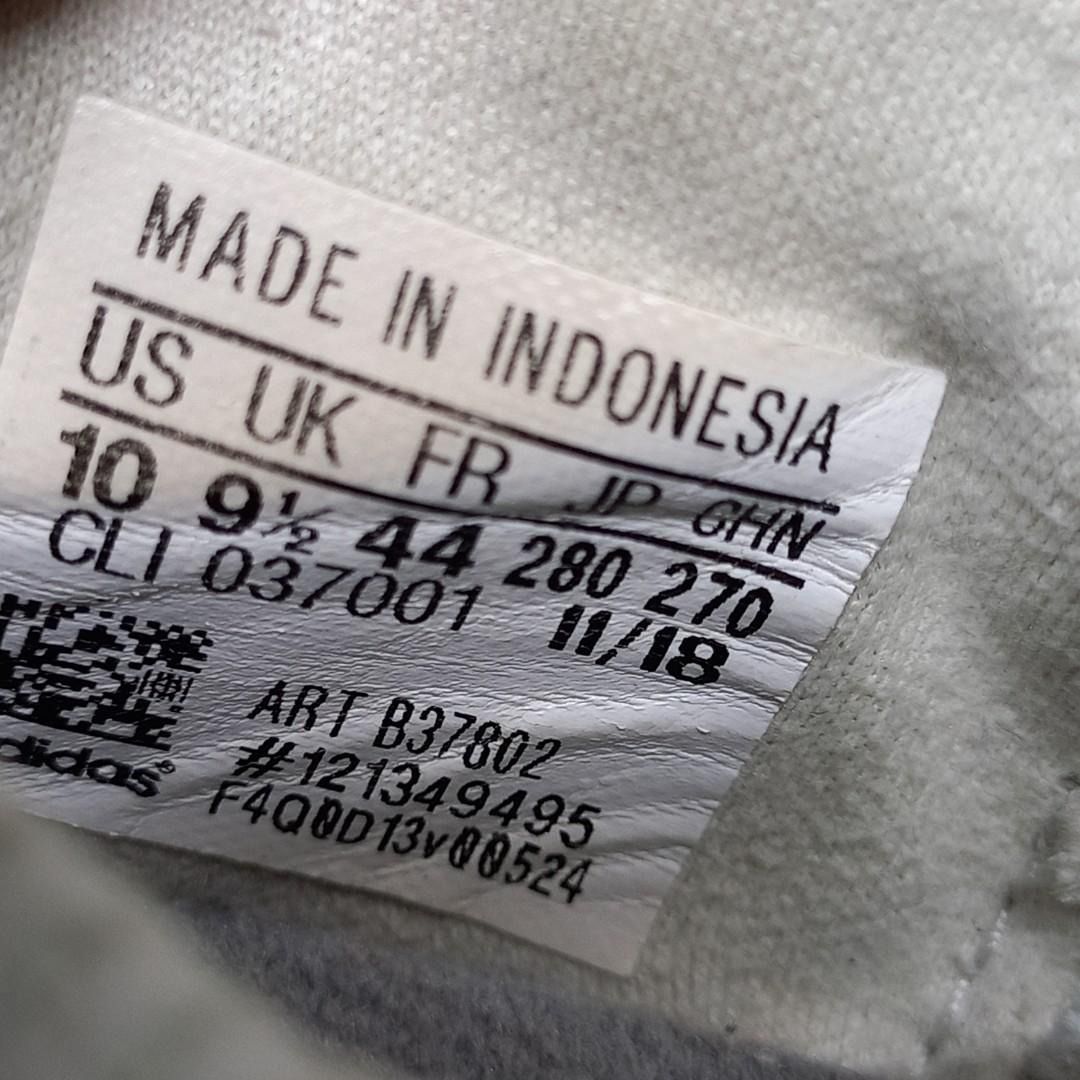 MADE IN INDONESIA
US UK FR JP CHN
10 9½ 44 280 270
CLI 037001 11/18
ART B37802
#121349495
F4Q0D13v00524
adidas®